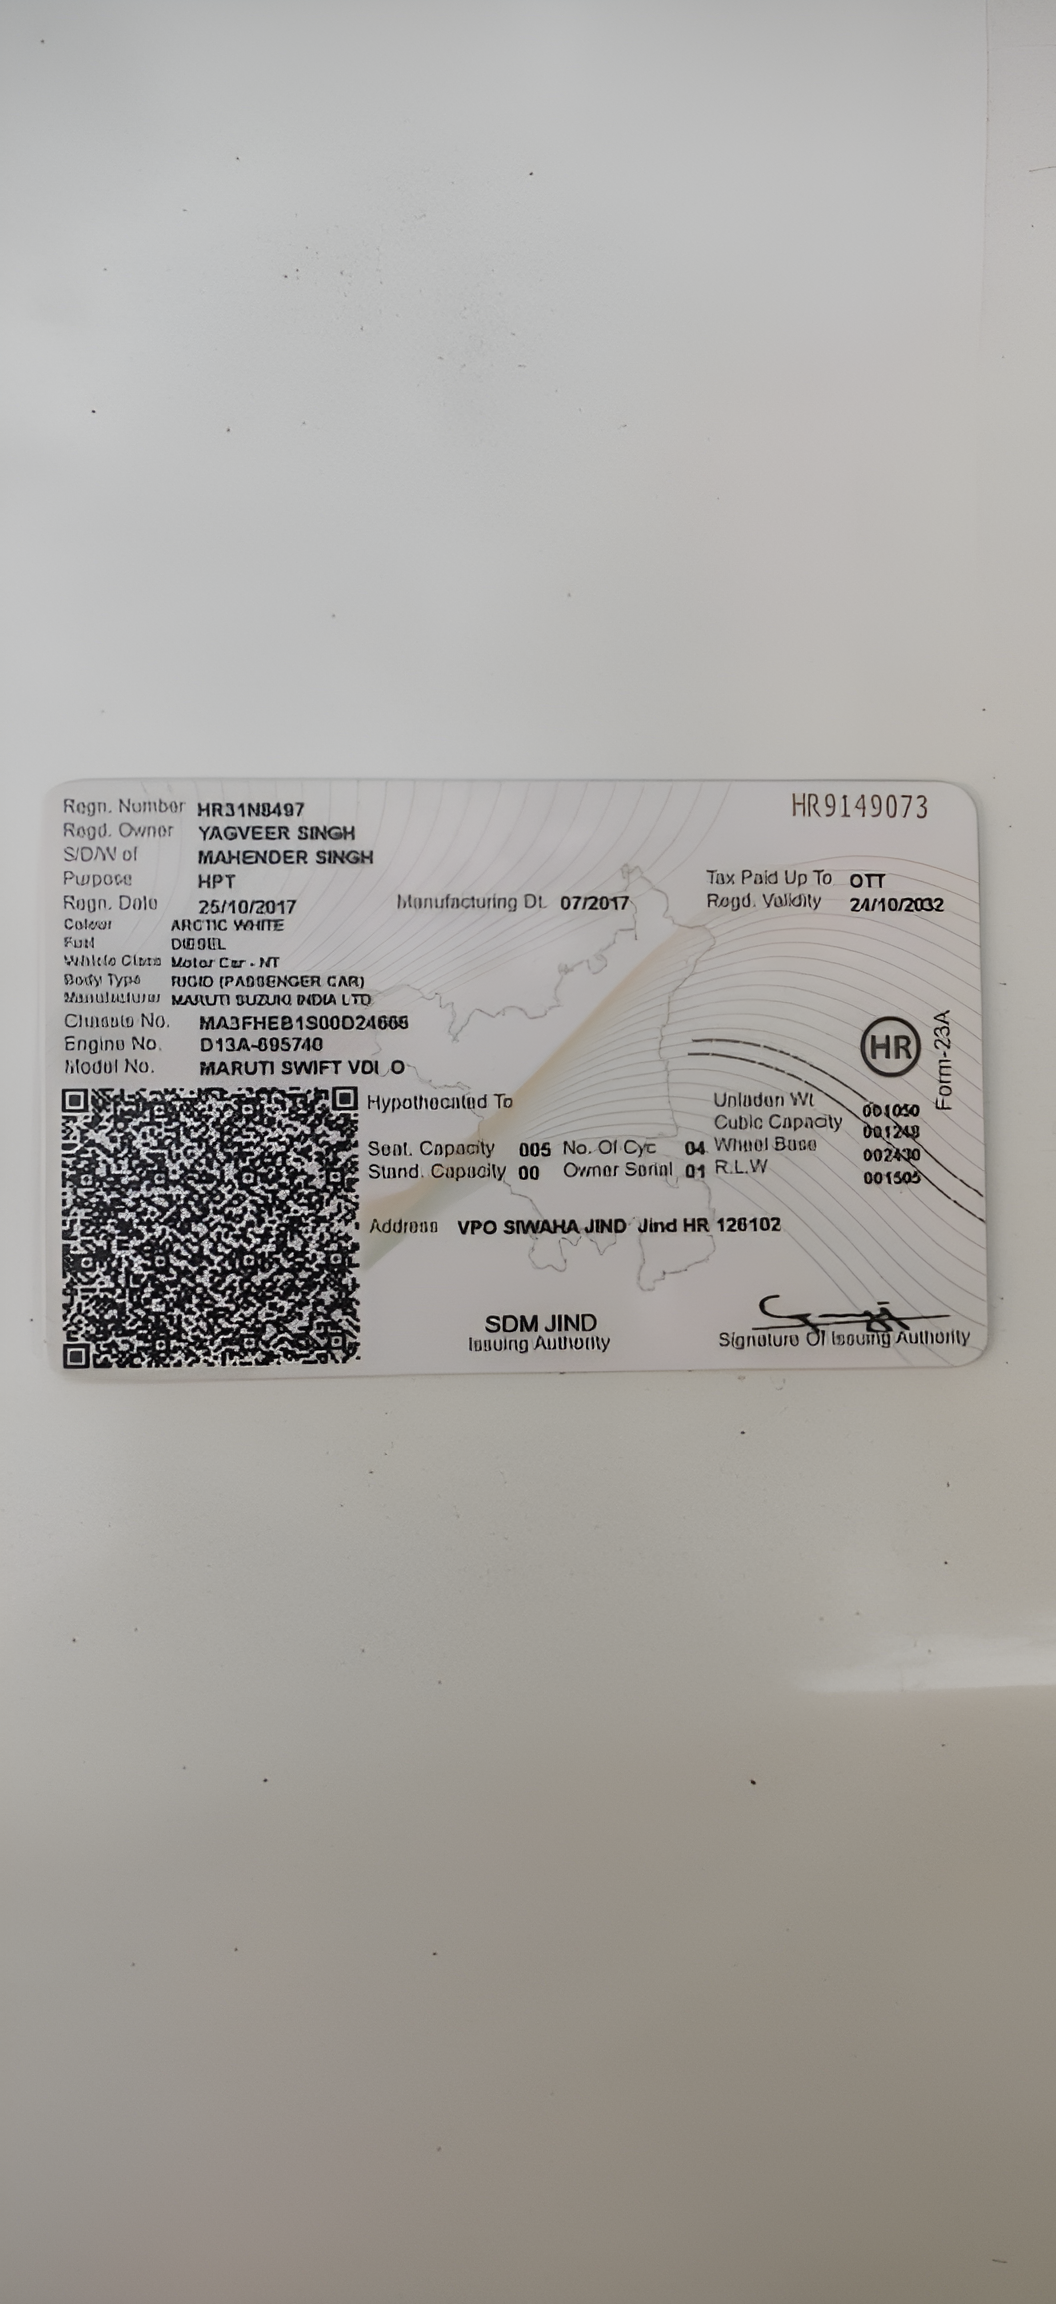 Regn. Number HR31N8497 HR9149073
Regd. Owner YAGVEER SINGH
S/D/W of MAHENDER SINGH
Purpose HPT Tax Paid Up To OTT
Regn. Date 25/10/2017 Manufacturing Dt. 07/2017 Regd. Validity 24/10/2032
Colour ARCTIC WHITE
Fuel DIESEL
Vehicle Class Motor Car - NT
Body Type RIGID (PASSENGER CAR)
Manufacturer MARUTI SUZUKI INDIA LTD
Chassis No. MA3FHEB1S00D24666
Engine No. D13A-
Model No. MARUTI SWIFT VDI O
HR
Form-23A
Hypothecated To
Unladen Wt 001050
Cubic Capacity 001248
Seat. Capacity 005 No. Of Cyc 04 Wheel Base 002430
Stand. Capacity 00 Owner Serial 01 R.L.W 001505
Address VPO SIWAHA JIND Jind HR 126102
SDM JIND
Issuing Authority
Signature Of Issuing Authority